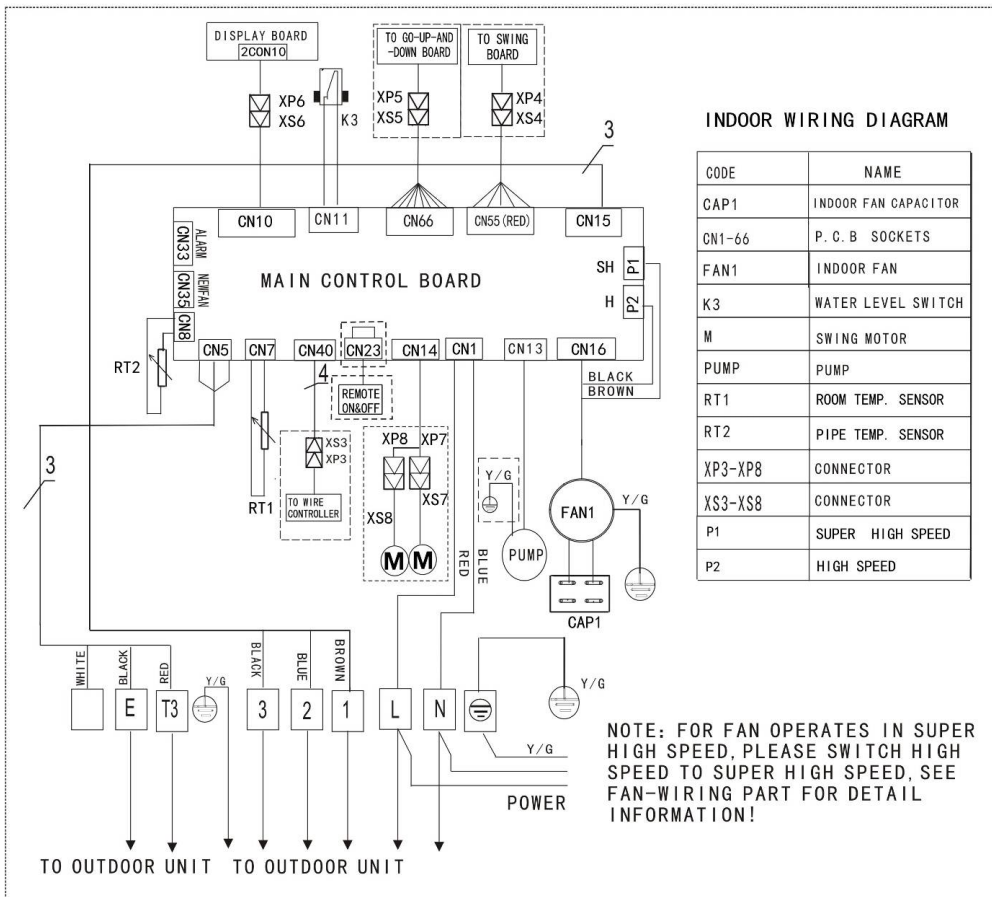 DISPLAY BOARD
2CON10
TO GO-UP-AND
-DOWN BOARD
TO SWING
BOARD
XP6
XS6
K3
XP5
XS5
XP4
XS4
3
INDOOR WIRING DIAGRAM
CODE NAME
CAP1 INDOOR FAN CAPACITOR
CN1-66 P.C.B SOCKETS
FAN1 INDOOR FAN
K3 WATER LEVEL SWITCH
M SWING MOTOR
PUMP PUMP
RT1 ROOM TEMP. SENSOR
RT2 PIPE TEMP. SENSOR
XP3-XP8 CONNECTOR
XS3-XS8 CONNECTOR
P1 SUPER HIGH SPEED
P2 HIGH SPEED
CN10
CN11
CN66
CN55(RED)
CN15
CN33
ALARM
CN35
NEWFAN
CN8
MAIN CONTROL BOARD
SH
P1
H
P2
CN5
CN7
CN40
CN23
CN14
CN1
CN13
CN16
RT2
4
REMOTE
ON&OFF
BLACK
BROWN
3
XS3
XP3
XP8
XP7
RT1
TO WIRE
CONTROLLER
XS8
XS7
Y/G
FAN1
Y/G
M
M
RED
BLUE
PUMP
CAP1
WHITE
BLACK
RED
Y/G
BLACK
BLUE
BROWN
Y/G
E
T3
3
2
1
L
N
Y/G
POWER
NOTE: FOR FAN OPERATES IN SUPER
HIGH SPEED, PLEASE SWITCH HIGH
SPEED TO SUPER HIGH SPEED, SEE
FAN-WIRING PART FOR DETAIL
INFORMATION!
TO OUTDOOR UNIT
TO OUTDOOR UNIT